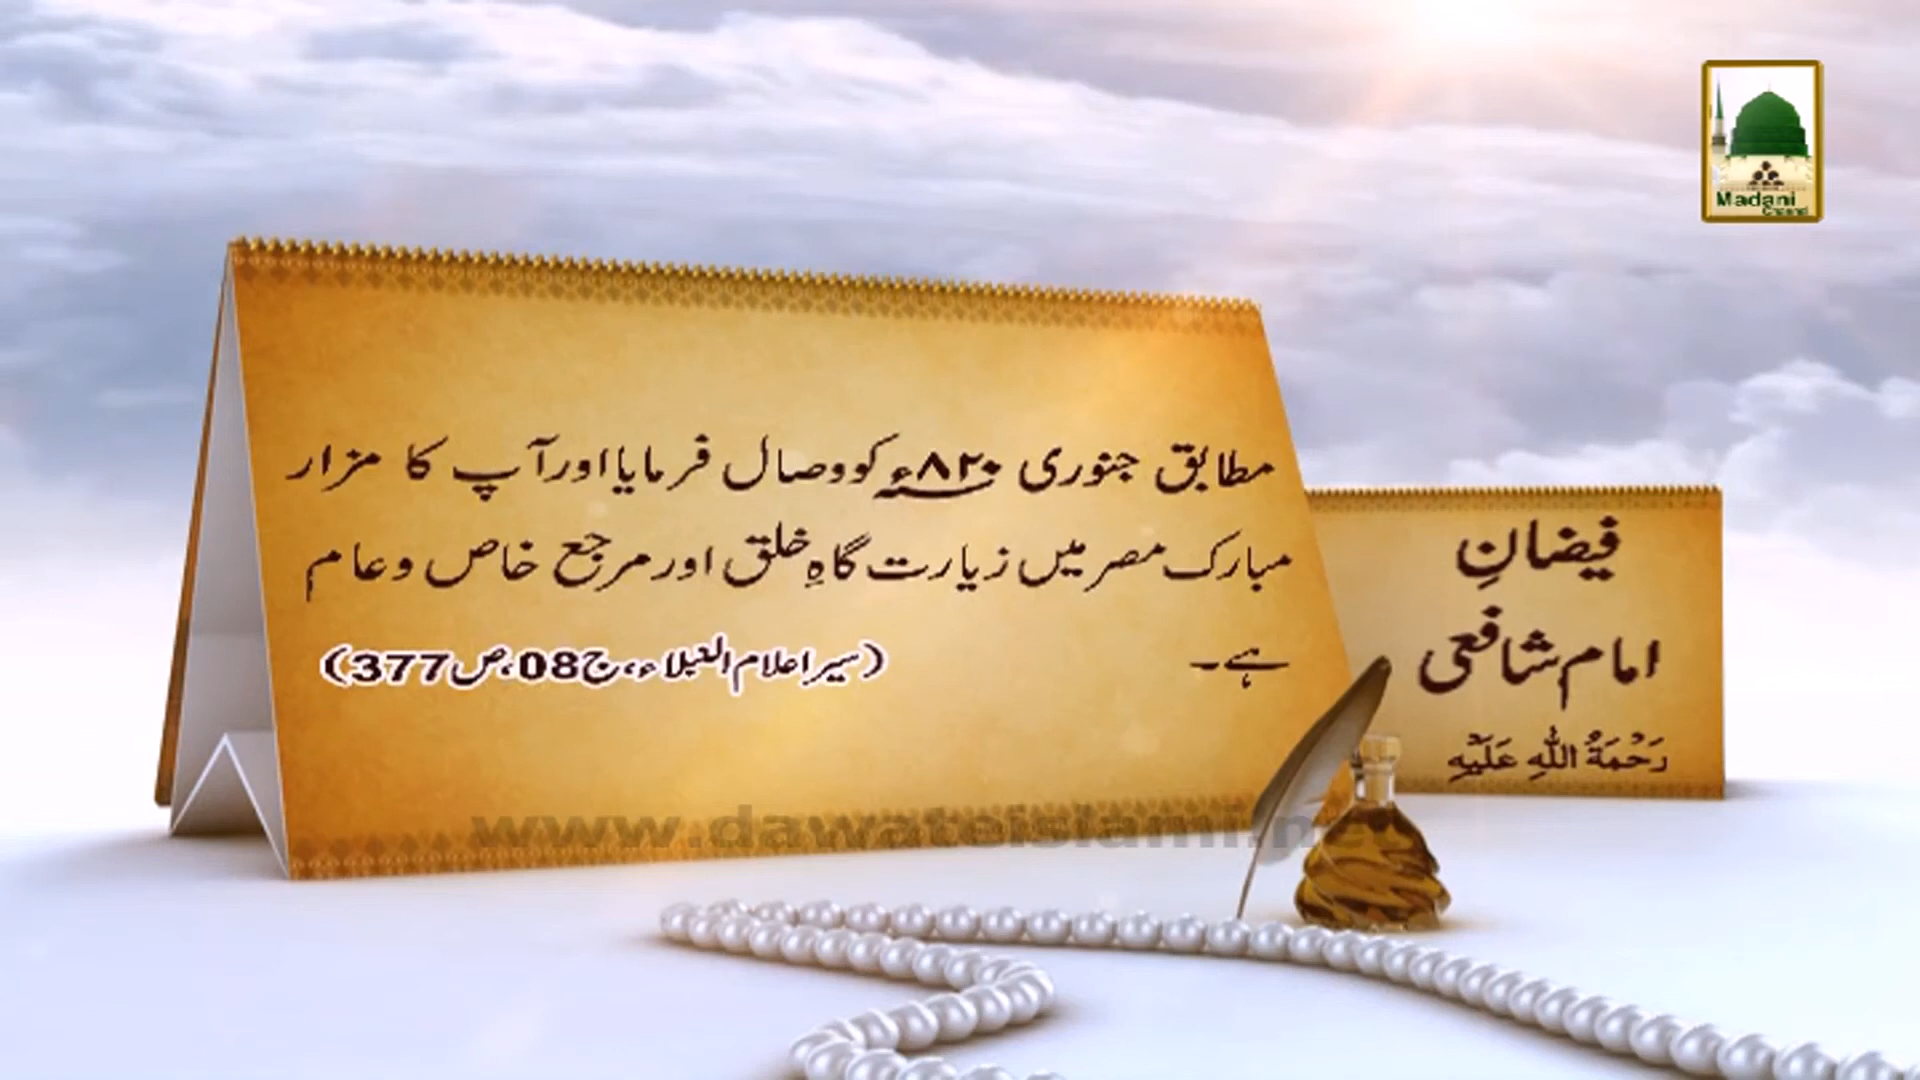 مطابق جنوری ۸۲۰ء کو وصال فرمایا اور آپ کا مزار
مبارک مصر میں زیارت گاہِ خلق اور مرجع خاص و عام
ہے۔ (سیر اعلام النبلاء، ج08، ص377)
فیضانِ
امام شافعی
رَحْمَۃُ اللّٰہِ عَلَیْہِ
Madani
Channel
www.dawateislami.net